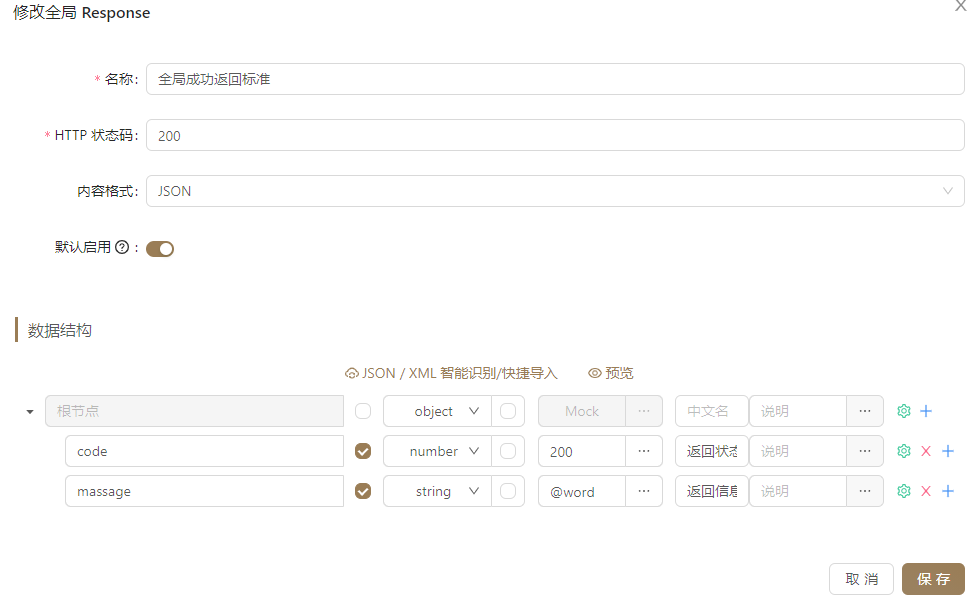 修改全局 Response
* 名称: 全局成功返回标准
* HTTP 状态码: 200
内容格式: JSON
默认启用 ? :
数据结构
JSON / XML 智能识别/快捷导入 预览
根节点 object Mock ... 中文名 说明 ...
code number 200 ... 返回状态 说明 ...
massage string @word ... 返回信息 说明 ...
取 消 保 存